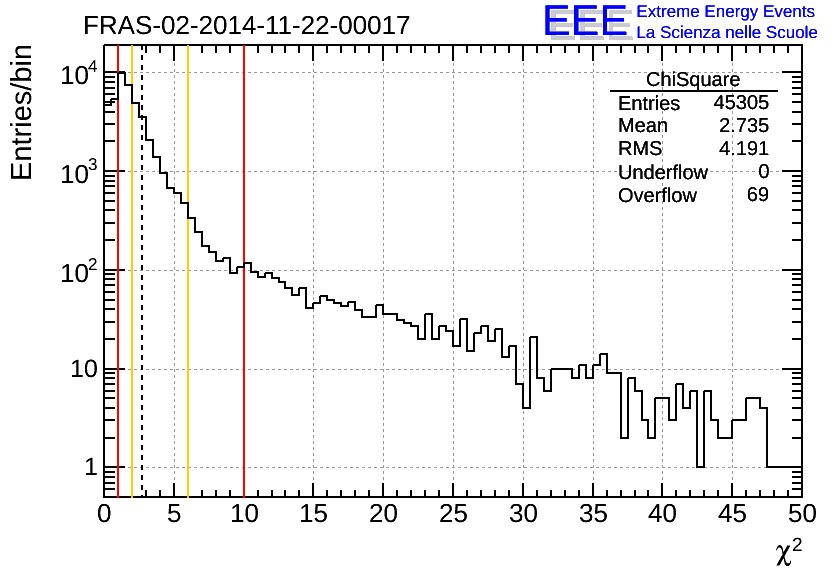 FRAS-02-2014-11-22-00017
EEE Extreme Energy Events
La Scienza nelle Scuole
Entries/bin
ChiSquare
Entries 45305
Mean 2.735
RMS 4.191
Underflow 0
Overflow 69
10⁴
10³
10²
10
1
0 5 10 15 20 25 30 35 40 45 50
χ²